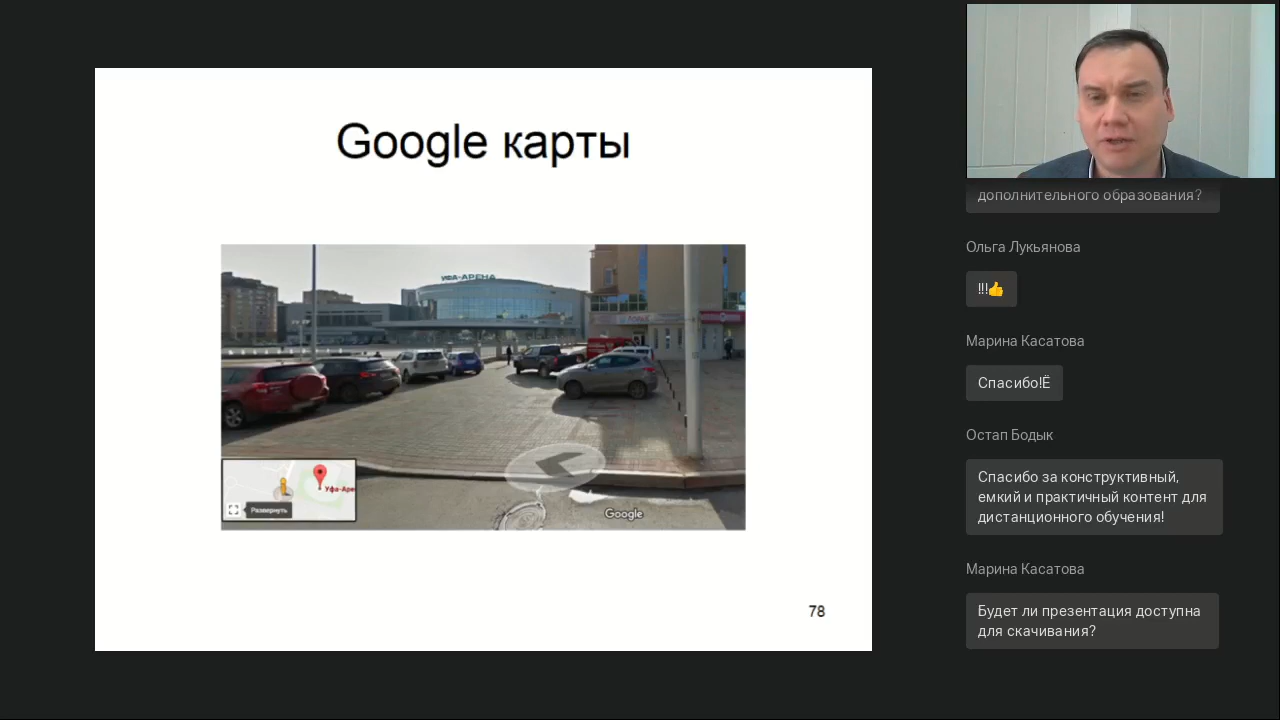 Google карты
УФА-АРЕНА
Уфа-Аре
Развернуть
Google
78
дополнительного образования?
Ольга Лукьянова
!!!👍
Марина Касатова
Спасибо!Ё
Остап Бодык
Спасибо за конструктивный,
емкий и практичный контент для
дистанционного обучения!
Марина Касатова
Будет ли презентация доступна
для скачивания?